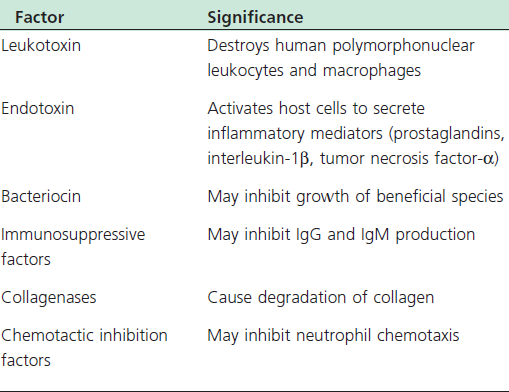 Factor Significance
Leukotoxin Destroys human polymorphonuclear
leukocytes and macrophages
Endotoxin Activates host cells to secrete
inflammatory mediators (prostaglandins,
interleukin-1β, tumor necrosis factor-α)
Bacteriocin May inhibit growth of beneficial species
Immunosuppressive May inhibit IgG and IgM production
factors
Collagenases Cause degradation of collagen
Chemotactic inhibition May inhibit neutrophil chemotaxis
factors